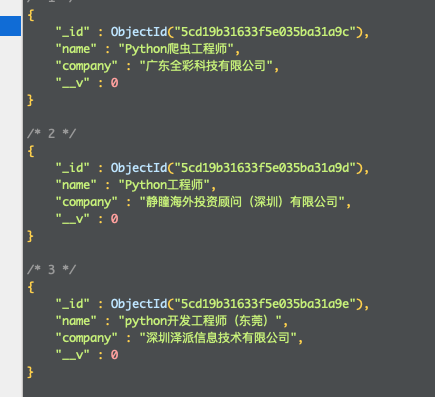 {
"_id" : ObjectId("5cd19b31633f5e035ba31a9c"),
"name" : "Python爬虫工程师",
"company" : "广东全彩科技有限公司",
"__v" : 0
}
/* 2 */
{
"_id" : ObjectId("5cd19b31633f5e035ba31a9d"),
"name" : "Python工程师",
"company" : "静瞳海外投资顾问（深圳）有限公司",
"__v" : 0
}
/* 3 */
{
"_id" : ObjectId("5cd19b31633f5e035ba31a9e"),
"name" : "python开发工程师（东莞）",
"company" : "深圳泽派信息技术有限公司",
"__v" : 0
}